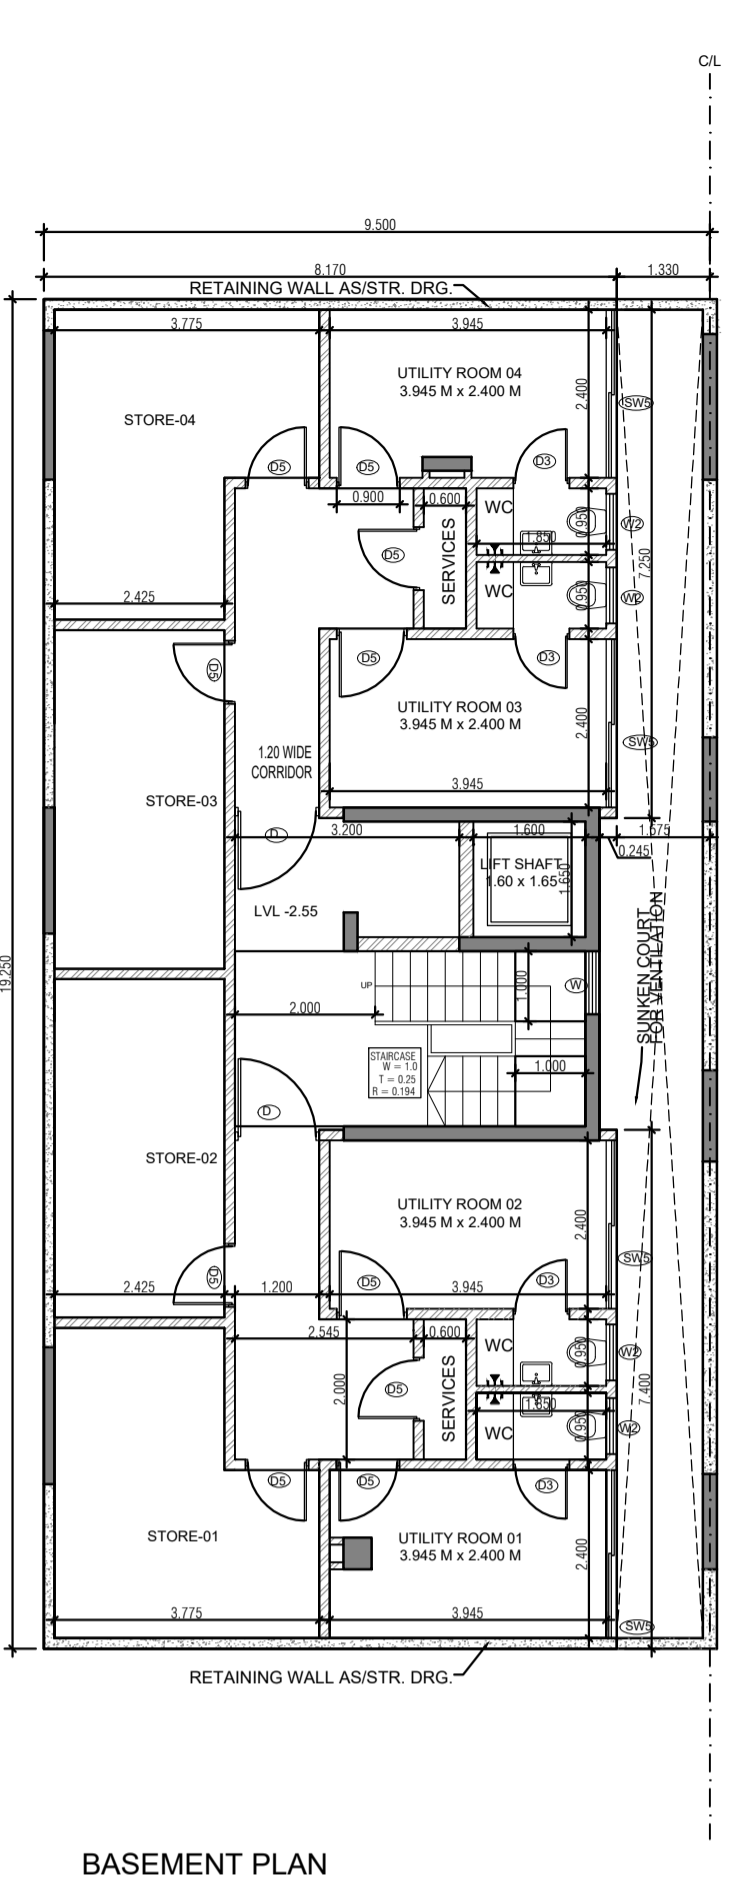 C/L
9.500
8.170
1.330
RETAINING WALL AS/STR. DRG.
3.775
3.945
UTILITY ROOM 04
3.945 M x 2.400 M
2.400
SW5
STORE-04
D5
D5
D3
0.900
0.600
WC
0.950
W2
1.850
D5
SERVICES
7.250
WC
0.950
W2
2.425
D5
D3
D5
UTILITY ROOM 03
3.945 M x 2.400 M
2.400
SW5
1.20 WIDE
CORRIDOR
3.945
STORE-03
D
3.200
1.600
1.575
0.245
LIFT SHAFT
1.60 x 1.65
1.650
LVL -2.55
SUNKEN COURT
FOR VENTILATION
19.250
UP
1.000
W
2.000
STAIRCASE
W = 1.0
T = 0.25
R = 0.194
1.000
D
STORE-02
UTILITY ROOM 02
3.945 M x 2.400 M
2.400
SW5
D5
D5
D3
2.425
1.200
3.945
2.545
0.600
WC
0.950
W2
2.000
D5
SERVICES
1.850
7.400
WC
0.950
W2
D5
D5
D3
STORE-01
UTILITY ROOM 01
3.945 M x 2.400 M
2.400
3.775
3.945
SW5
RETAINING WALL AS/STR. DRG.
BASEMENT PLAN